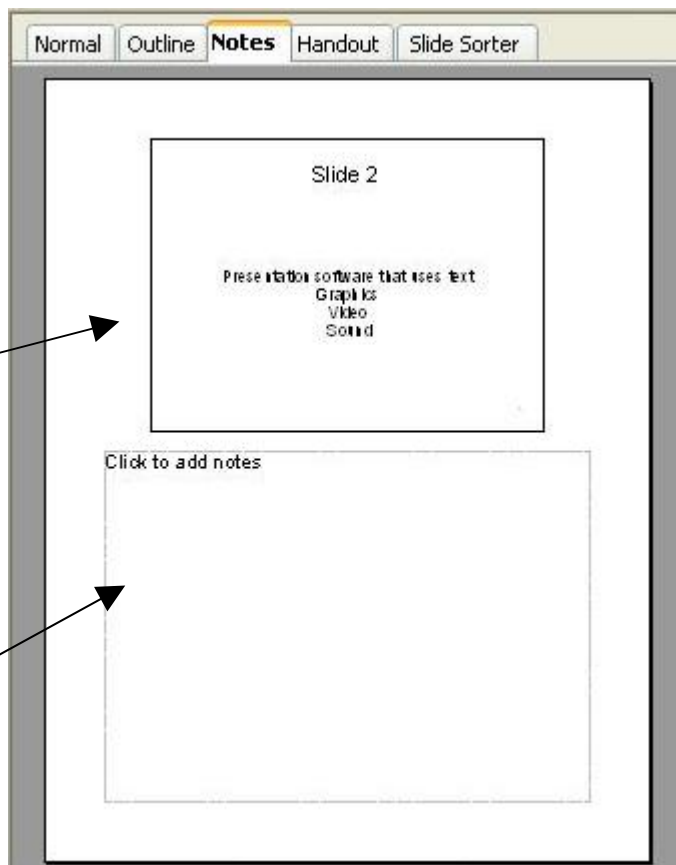 Normal Outline Notes Handout Slide Sorter
Slide 2
Presentation software that uses text
Graphics
Video
Sound
Click to add notes